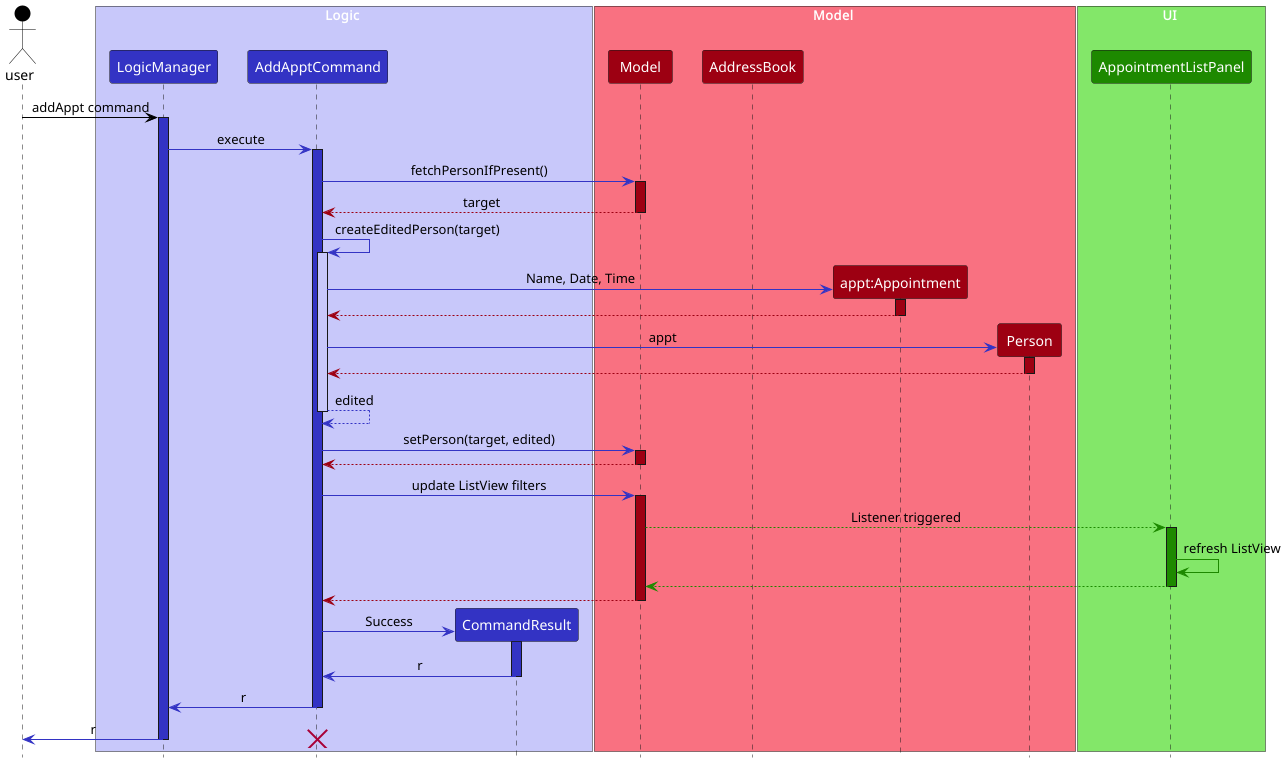 Logic
Model
UI
user
LogicManager
AddApptCommand
Model
AddressBook
AppointmentListPanel
addAppt command
execute
fetchPersonIfPresent()
target
createEditedPerson(target)
Name, Date, Time
appt:Appointment
appt
Person
edited
setPerson(target, edited)
update ListView filters
Listener triggered
refresh ListView
Success
CommandResult
r
r
r